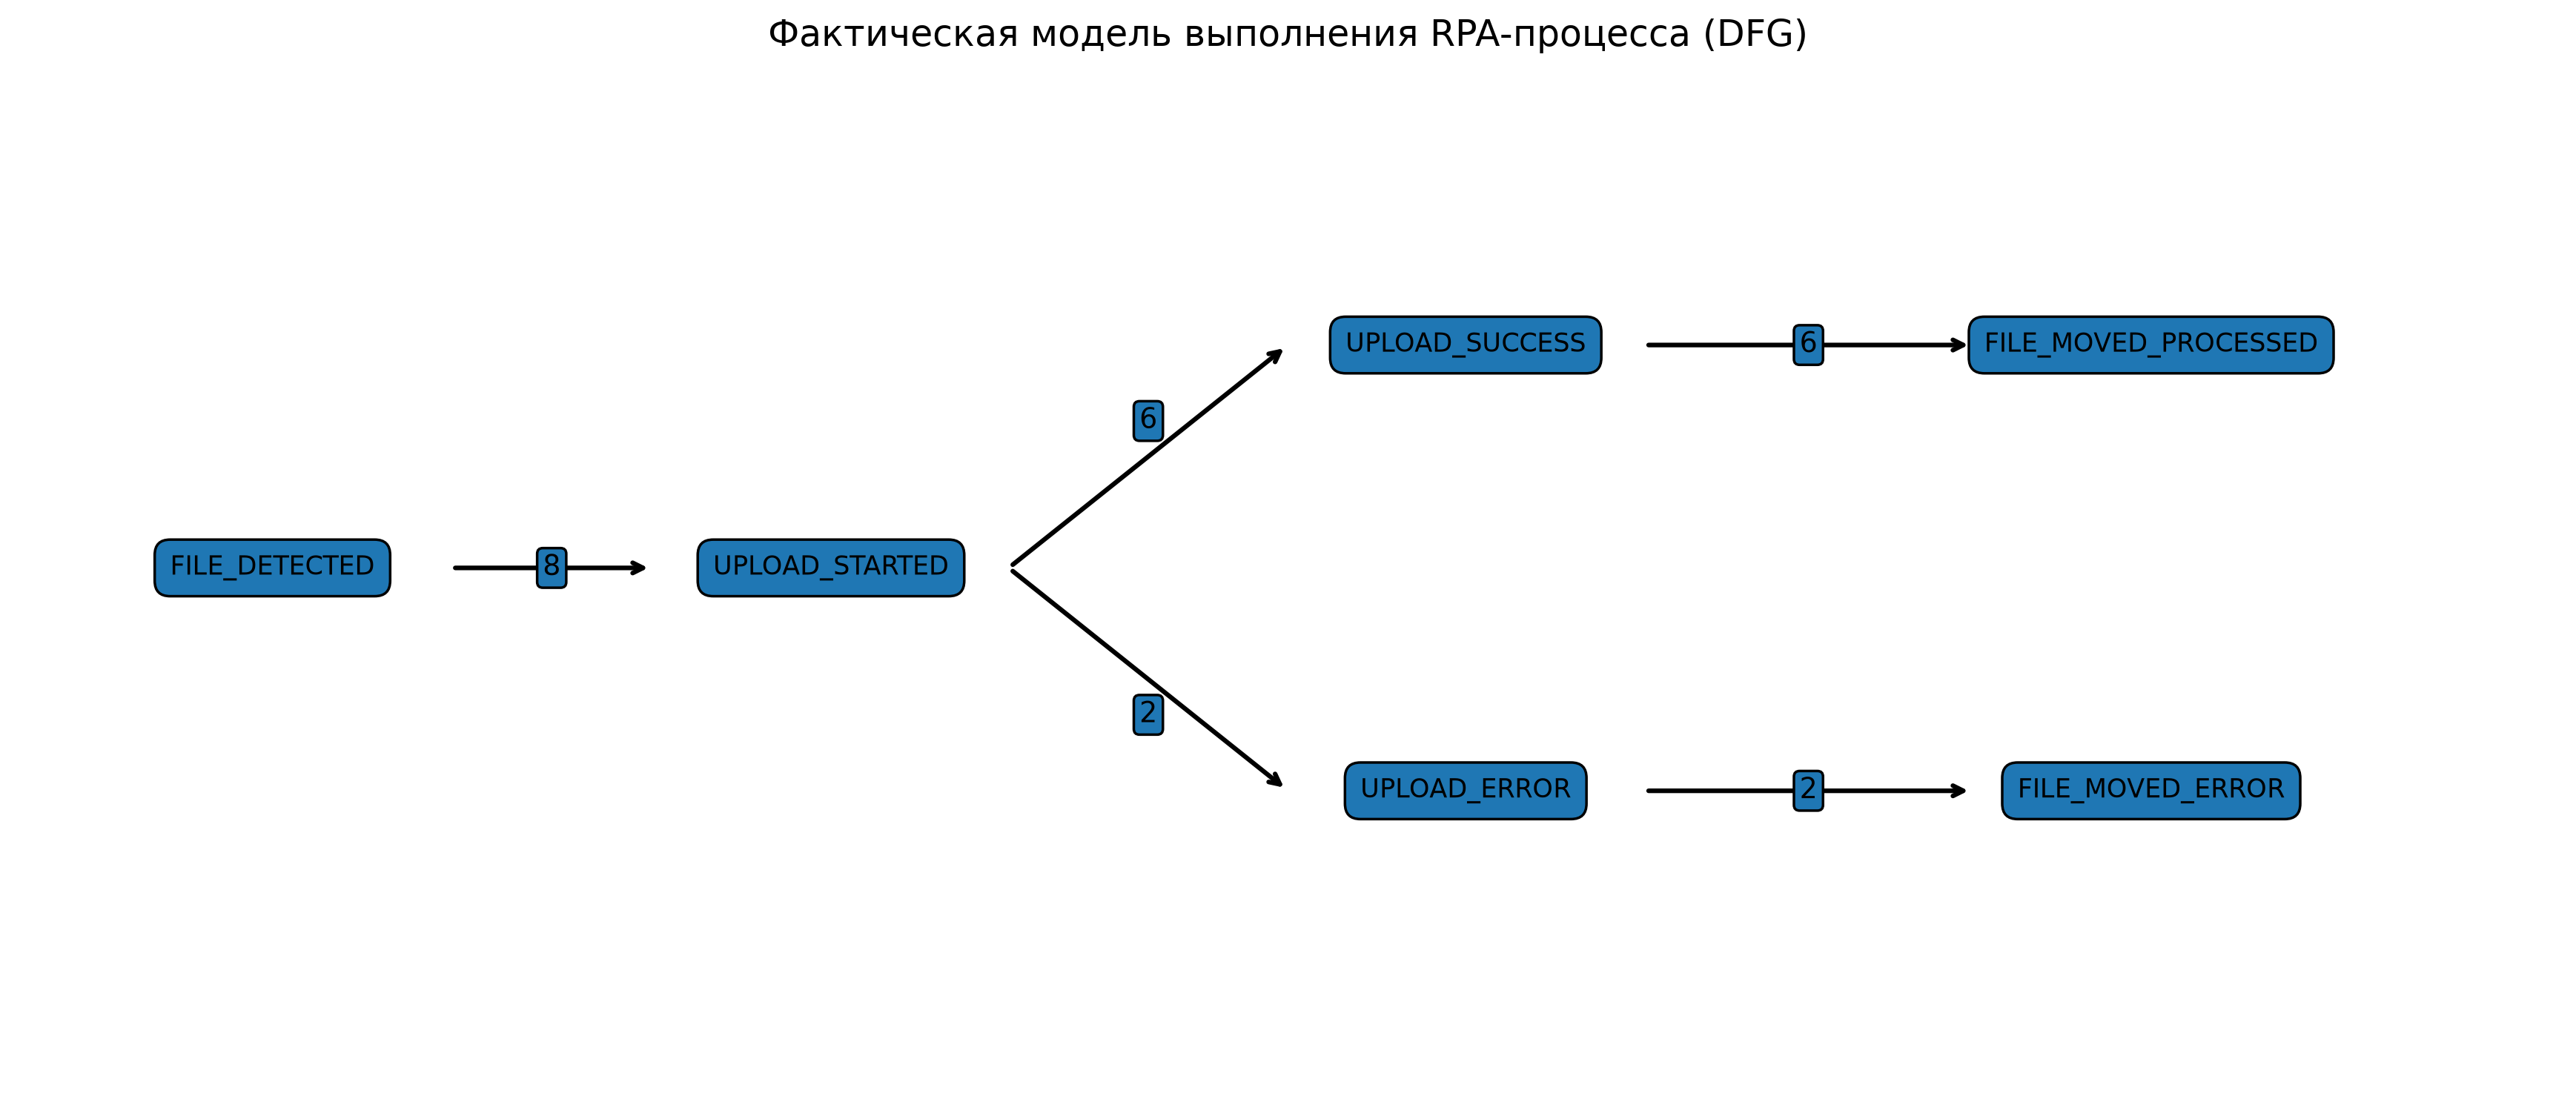 Фактическая модель выполнения RPA-процесса (DFG)
UPLOAD_SUCCESS
6
FILE_MOVED_PROCESSED
6
FILE_DETECTED
8
UPLOAD_STARTED
2
UPLOAD_ERROR
2
FILE_MOVED_ERROR